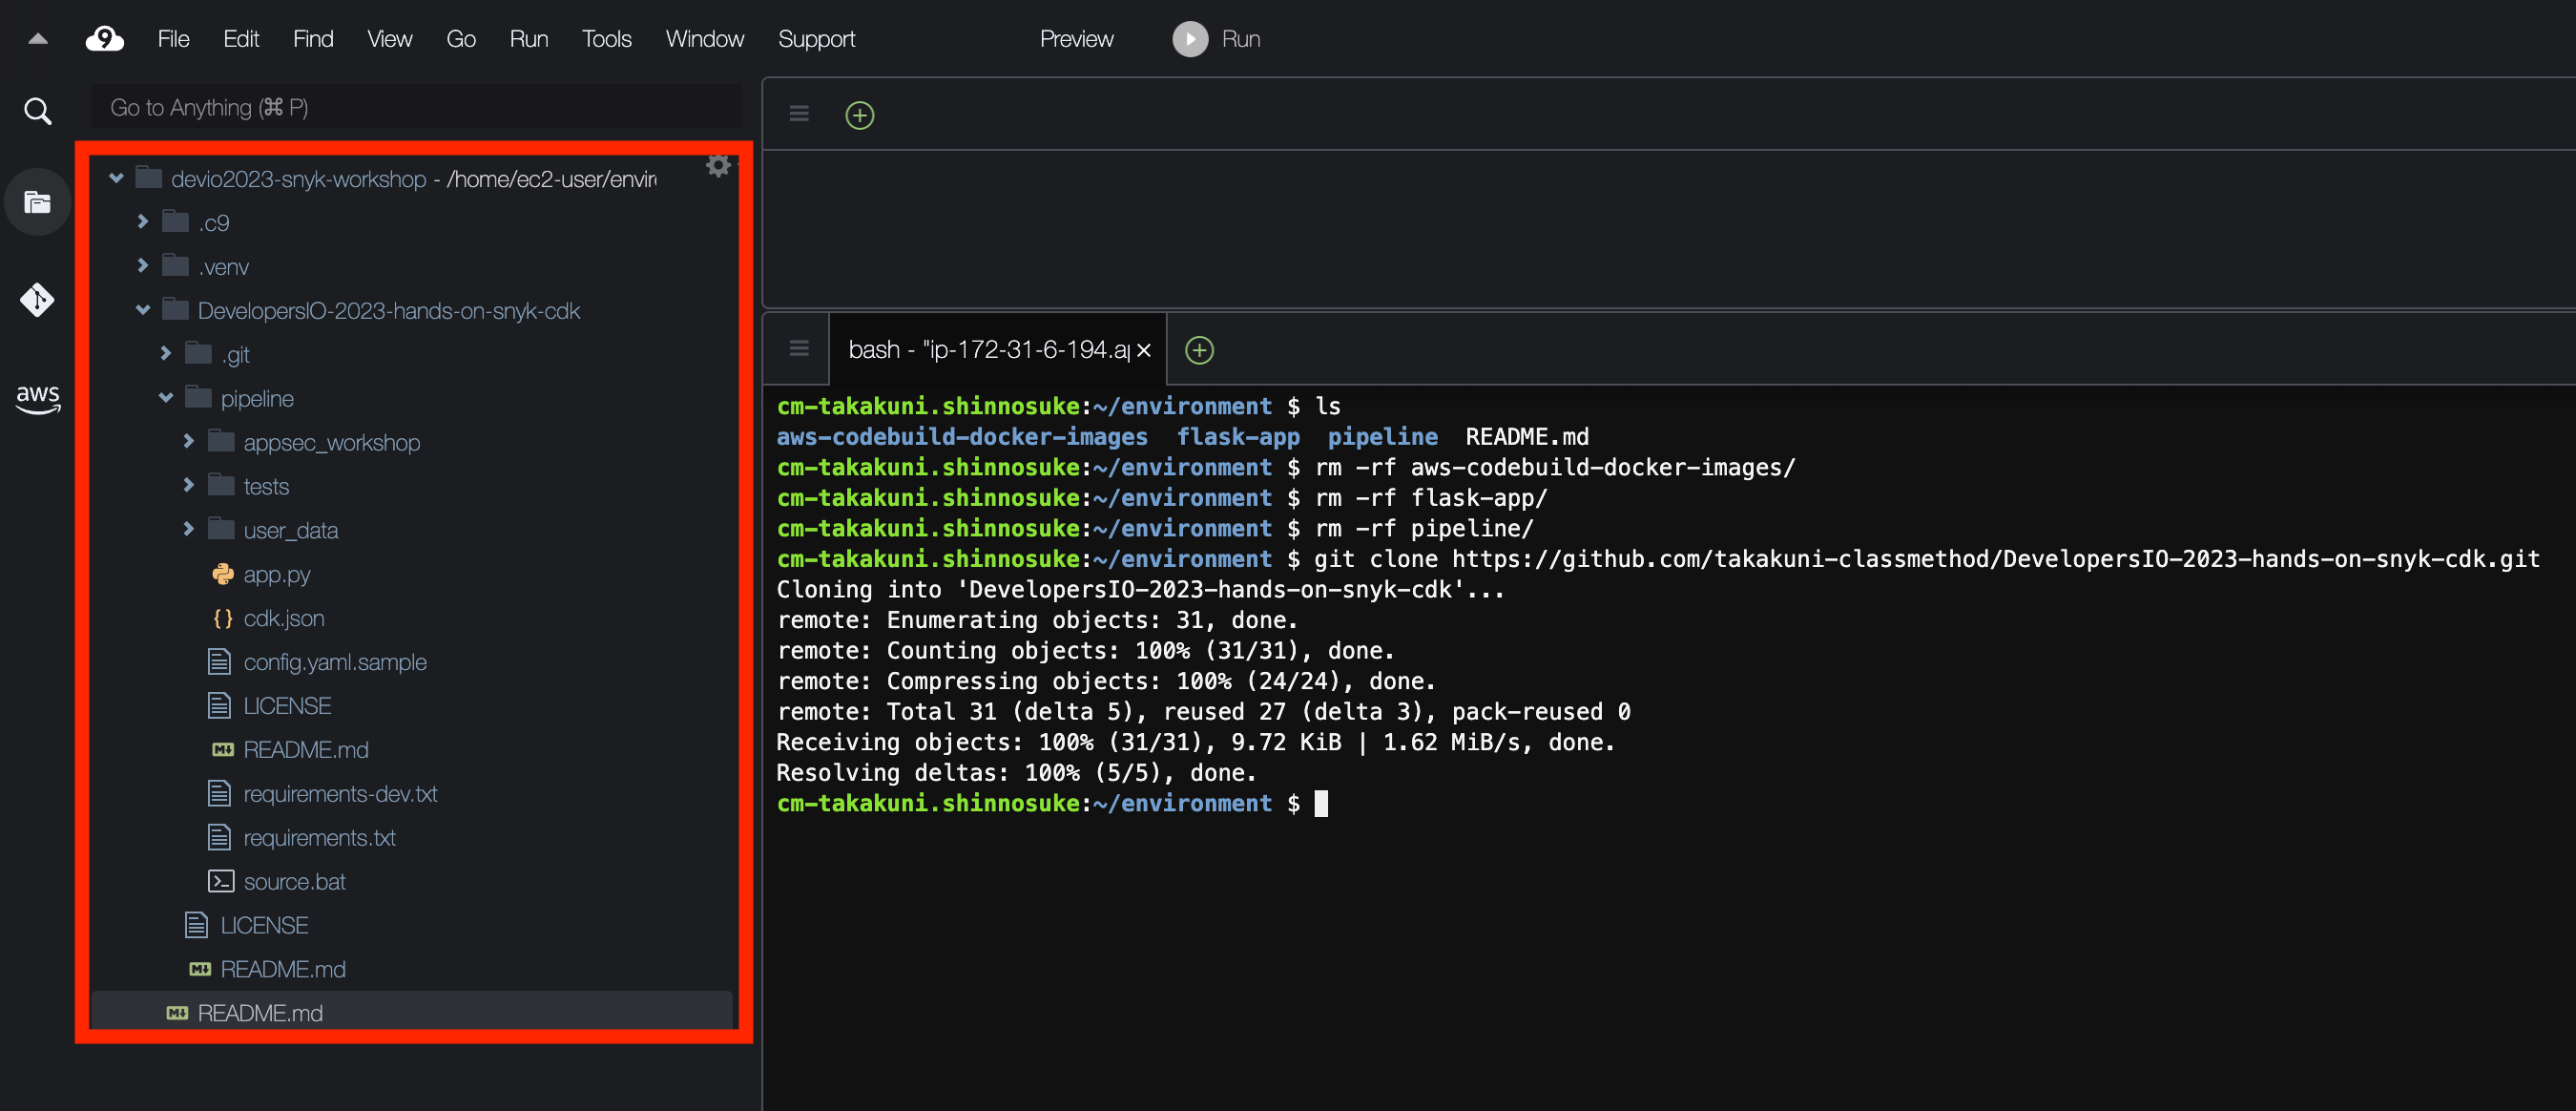 9 File Edit Find View Go Run Tools Window Support Preview Run
Go to Anything (⌘ P)
devio2023-snyk-workshop - /home/ec2-user/envir
.c9
.venv
DevelopersIO-2023-hands-on-snyk-cdk
.git
pipeline
appsec_workshop
tests
user_data
app.py
cdk.json
config.yaml.sample
LICENSE
README.md
requirements-dev.txt
requirements.txt
source.bat
LICENSE
README.md
README.md
aws
bash - "ip-172-31-6-194.ap
cm-takakuni.shinnosuke:~/environment $ ls
aws-codebuild-docker-images flask-app pipeline README.md
cm-takakuni.shinnosuke:~/environment $ rm -rf aws-codebuild-docker-images/
cm-takakuni.shinnosuke:~/environment $ rm -rf flask-app/
cm-takakuni.shinnosuke:~/environment $ rm -rf pipeline/
cm-takakuni.shinnosuke:~/environment $ git clone https://github.com/takakuni-classmethod/DevelopersIO-2023-hands-on-snyk-cdk.git
Cloning into 'DevelopersIO-2023-hands-on-snyk-cdk'...
remote: Enumerating objects: 31, done.
remote: Counting objects: 100% (31/31), done.
remote: Compressing objects: 100% (24/24), done.
remote: Total 31 (delta 5), reused 27 (delta 3), pack-reused 0
Receiving objects: 100% (31/31), 9.72 KiB | 1.62 MiB/s, done.
Resolving deltas: 100% (5/5), done.
cm-takakuni.shinnosuke:~/environment $